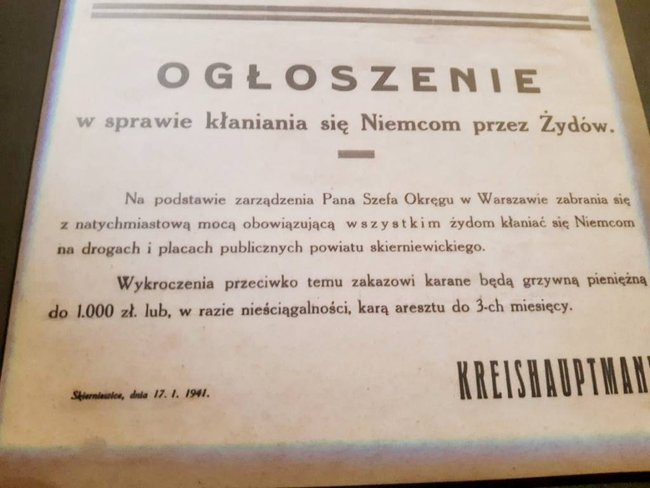 OGŁOSZENIE
w sprawie kłaniania się Niemcom przez Żydów.
Na podstawie zarządzenia Pana Szefa Okręgu w Warszawie zabrania się
z natychmiastową mocą obowiązującą wszystkim żydom kłaniać się Niemcom
na drogach i placach publicznych powiatu skierniewickiego.
Wykroczenia przeciwko temu zakazowi karane będą grzywną pieniężną
do 1.000 zł. lub, w razie nieściągalności, karą aresztu do 3-ch miesięcy.
KREISHAUPTMAN
Skierniewice, dnia 17. 1. 1941.